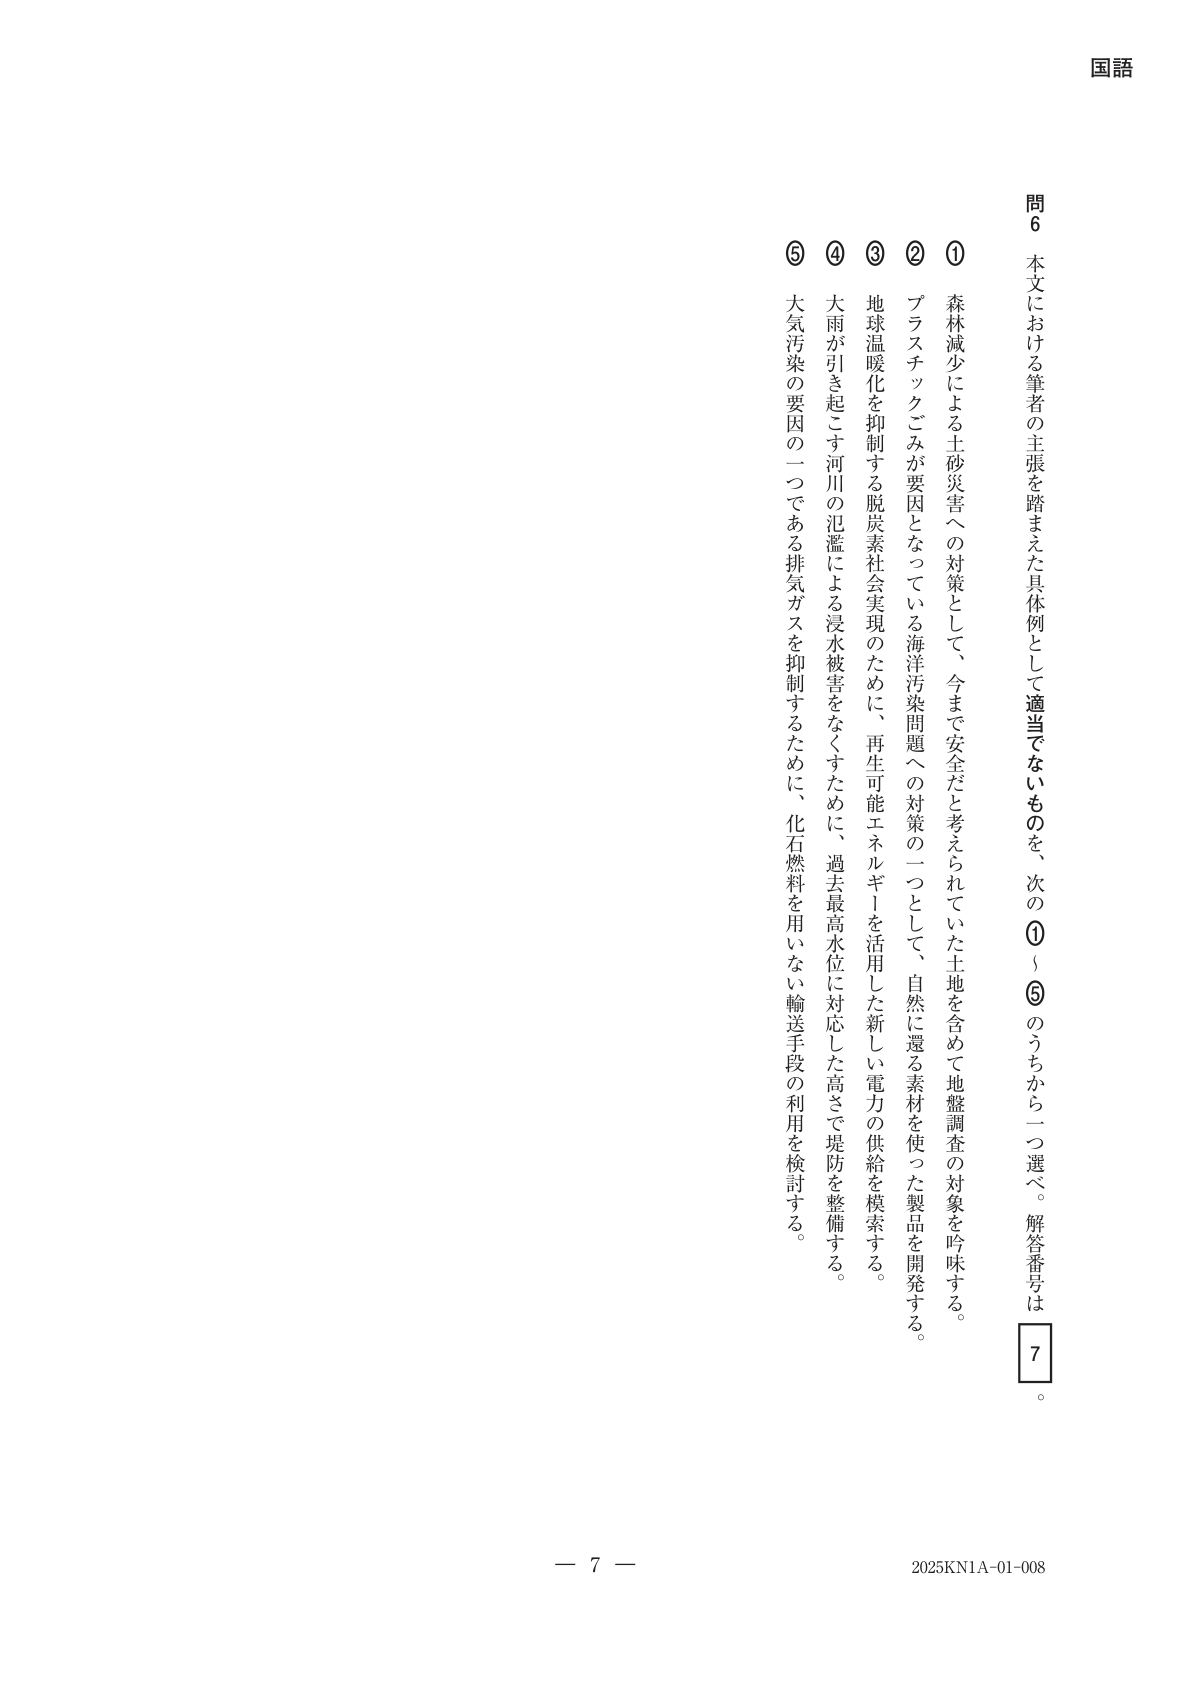 国語
問6 本文における筆者の主張を踏まえた具体例として適当でないものを、次の①〜⑤のうちから一つ選べ。解答番号は 7 。
① 森林減少による土砂災害への対策として、今まで安全だと考えられていた土地を含めて地盤調査の対象を吟味する。
② プラスチックごみが要因となっている海洋汚染問題への対策の一つとして、自然に還る素材を使った製品を開発する。
③ 地球温暖化を抑制する脱炭素社会実現のために、再生可能エネルギーを活用した新しい電力の供給を模索する。
④ 大雨が引き起こす河川の氾濫による浸水被害をなくすために、過去最高水位に対応した高さで堤防を整備する。
⑤ 大気汚染の要因の一つである排気ガスを抑制するために、化石燃料を用いない輸送手段の利用を検討する。
— 7 —
2025KN1A-01-008